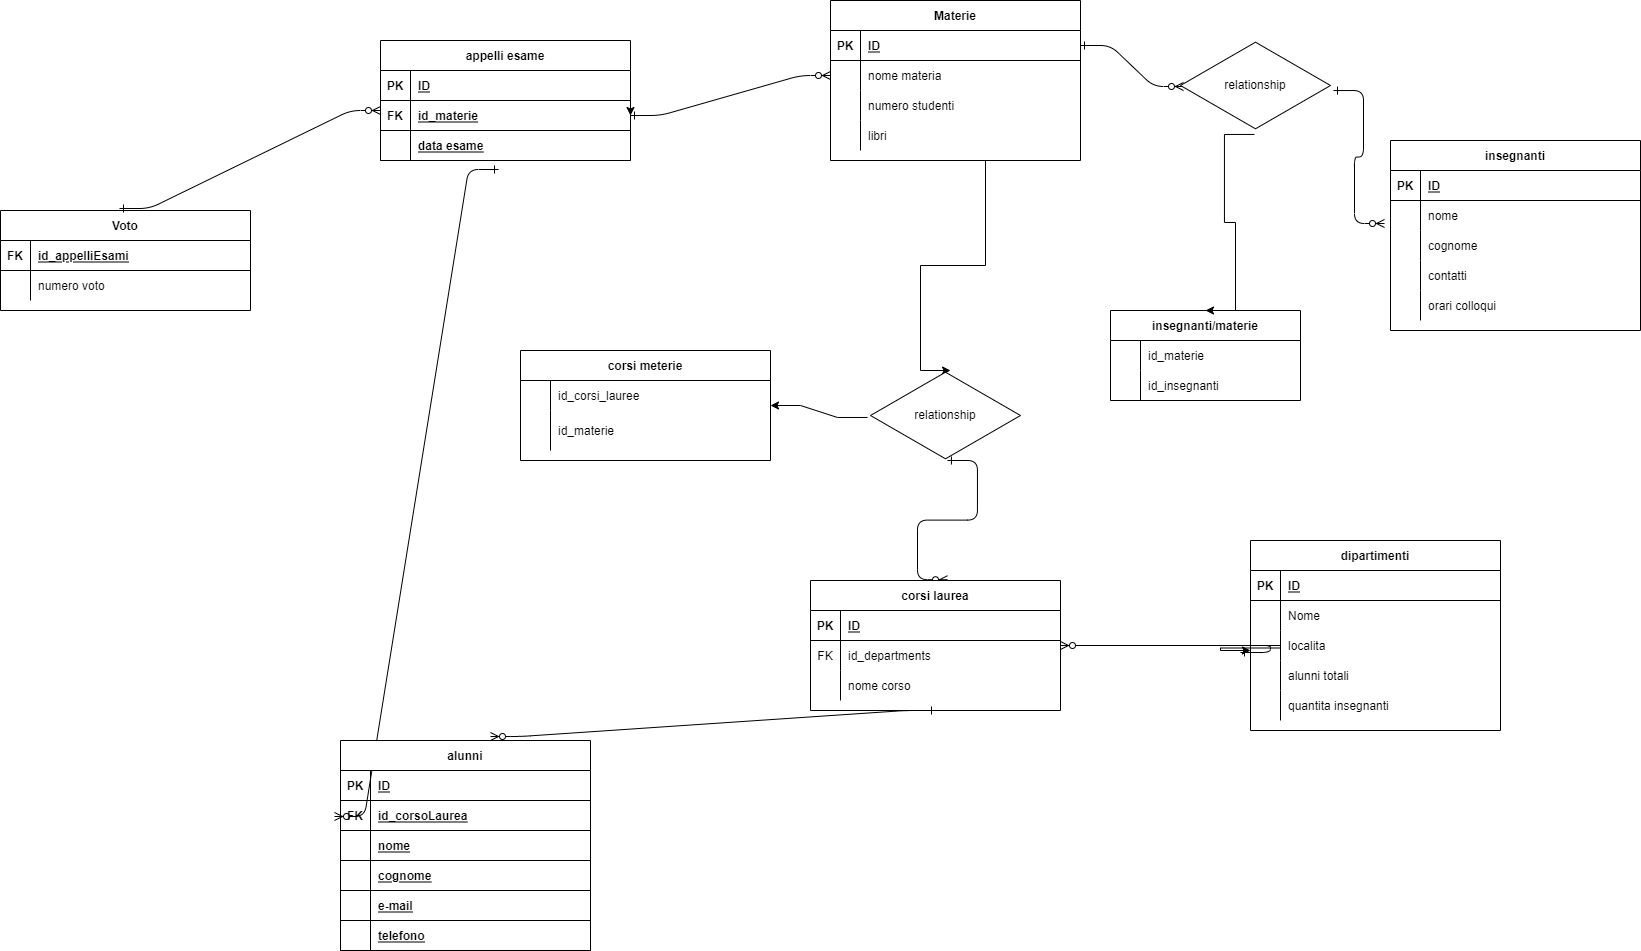 Materie
PK ID
nome materia
numero studenti
libri
appelli esame
PK ID
FK id_materie
data esame
relationship
insegnanti
PK ID
nome
cognome
contatti
orari colloqui
Voto
FK id_appelliEsami
numero voto
insegnanti/materie
id_materie
id_insegnanti
corsi meterie
id_corsi_lauree
id_materie
relationship
dipartimenti
PK ID
Nome
localita
alunni totali
quantita insegnanti
corsi laurea
PK ID
FK id_departments
nome corso
alunni
PK ID
FK id_corsoLaurea
nome
cognome
e-mail
telefono